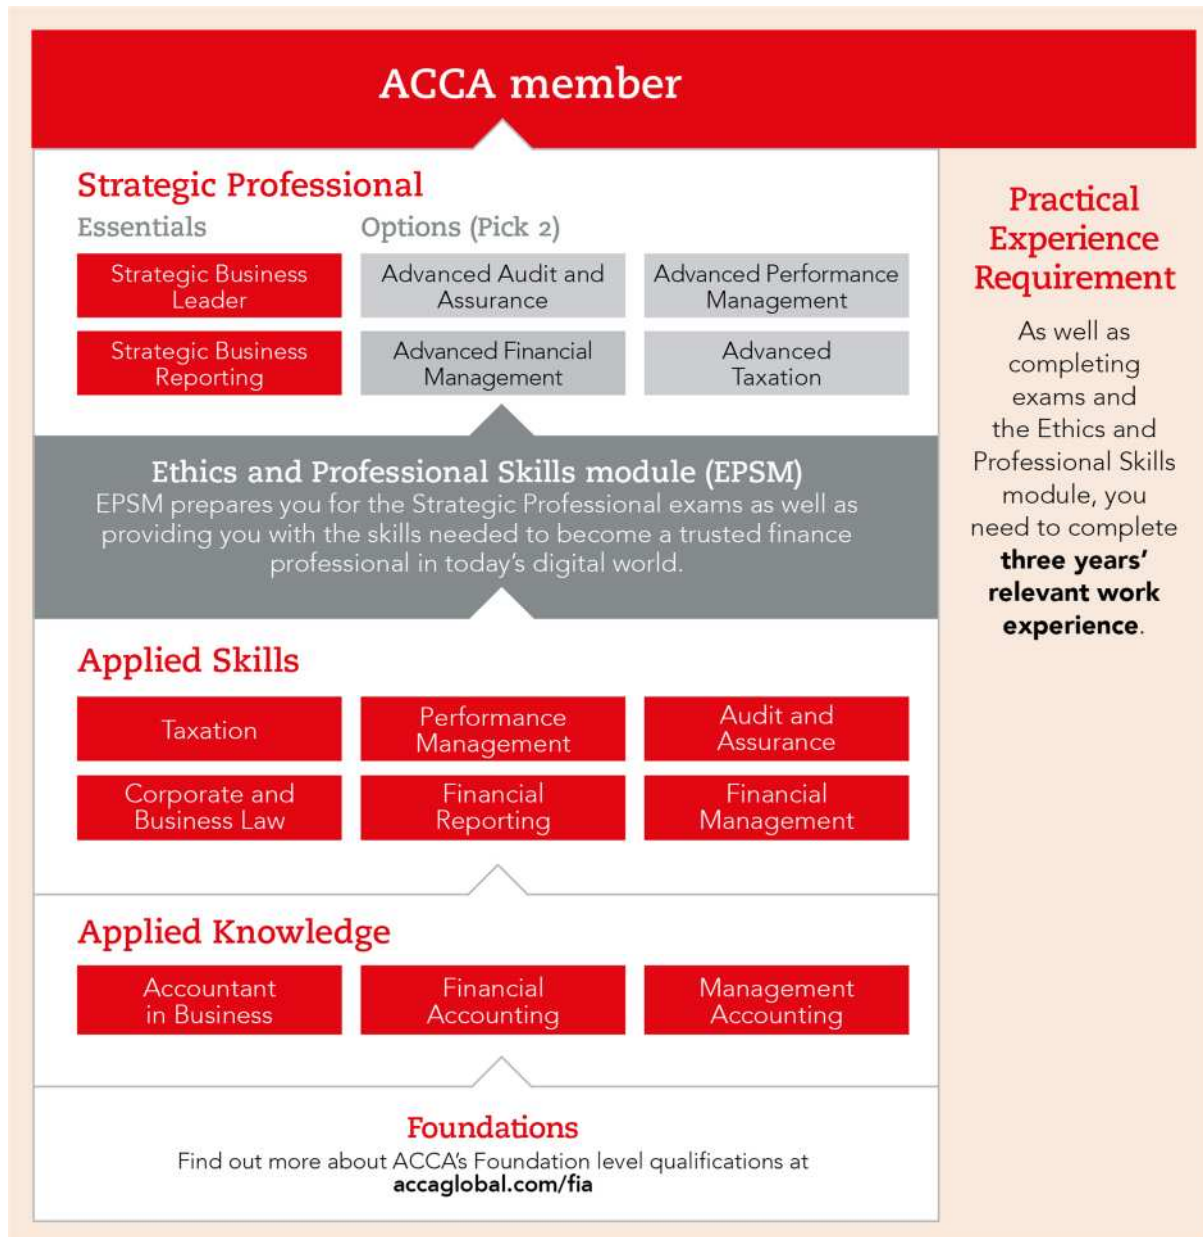 ACCA member
Strategic Professional
Essentials
Options (Pick 2)
Strategic Business
Leader
Advanced Audit and
Assurance
Advanced Performance
Management
Strategic Business
Reporting
Advanced Financial
Management
Advanced
Taxation
Ethics and Professional Skills module (EPSM)
EPSM prepares you for the Strategic Professional exams as well as
providing you with the skills needed to become a trusted finance
professional in today's digital world.
Applied Skills
Taxation
Performance
Management
Audit and
Assurance
Corporate and
Business Law
Financial
Reporting
Financial
Management
Applied Knowledge
Accountant
in Business
Financial
Accounting
Management
Accounting
Foundations
Find out more about ACCA's Foundation level qualifications at
accaglobal.com/fia
Practical
Experience
Requirement
As well as
completing
exams and
the Ethics and
Professional Skills
module, you
need to complete
three years'
relevant work
experience.